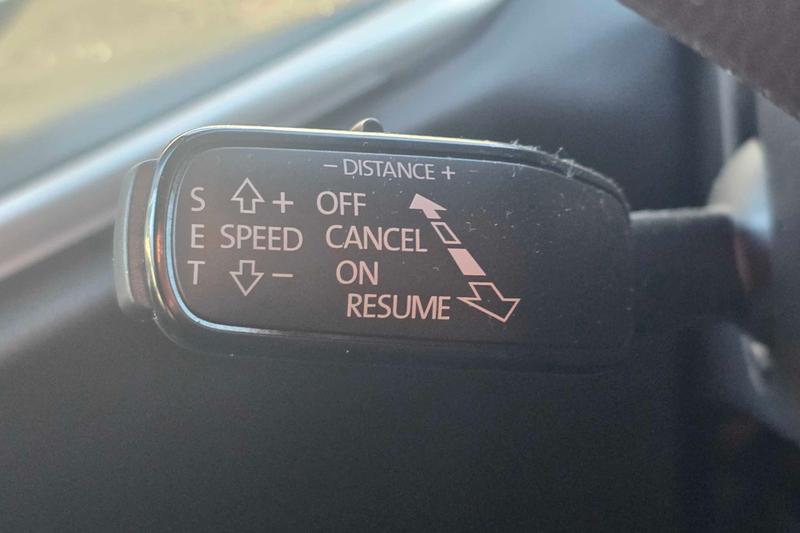 − DISTANCE +
S + OFF
E SPEED CANCEL
T − ON
RESUME